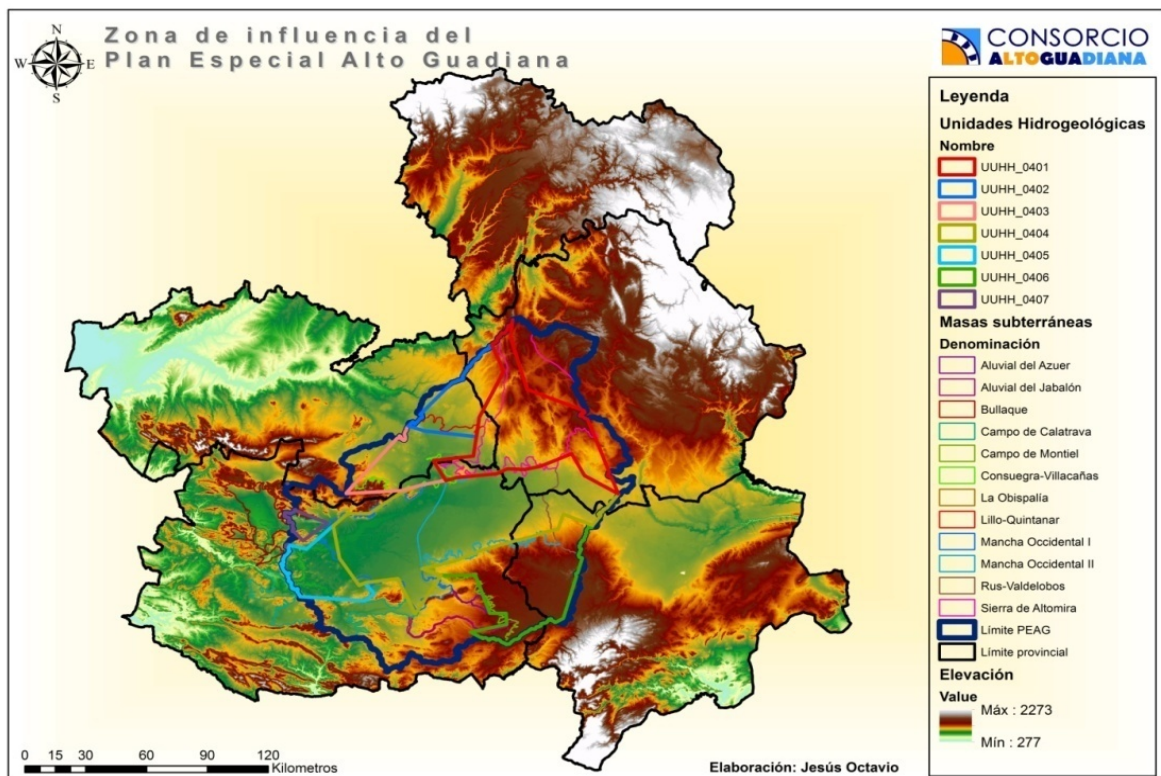 Zona de influencia del
Plan Especial Alto Guadiana
N
W E
S
CONSORCIO
ALTOGUADIANA
Leyenda
Unidades Hidrogeológicas
Nombre
UUHH_0401
UUHH_0402
UUHH_0403
UUHH_0404
UUHH_0405
UUHH_0406
UUHH_0407
Masas subterráneas
Denominación
Aluvial del Azuer
Aluvial del Jabalón
Bullaque
Campo de Calatrava
Campo de Montiel
Consuegra-Villacañas
La Obispalía
Lillo-Quintanar
Mancha Occidental I
Mancha Occidental II
Rus-Valdelobos
Sierra de Altomira
Límite PEAG
Límite provincial
Elevación
Value
Máx : 2273
Mín : 277
0 15 30 60 90 120
Kilometros
Elaboración: Jesús Octavio